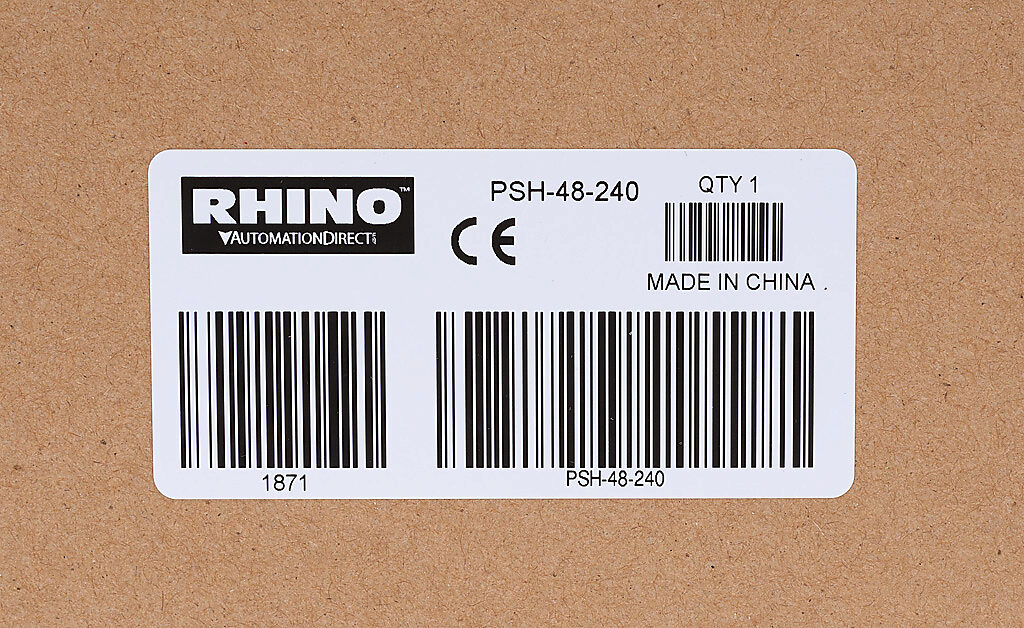 RHINO™
AUTOMATIONDIRECT
PSH-48-240
CE
QTY 1
MADE IN CHINA .
1871
PSH-48-240